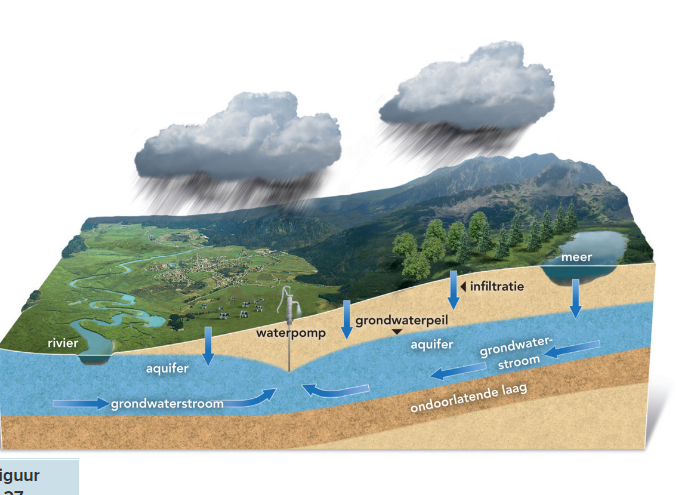 meer
infiltratie
grondwaterpeil
waterpomp
rivier
aquifer
aquifer
grondwater-
stroom
grondwaterstroom
ondoorlatende laag
iguur